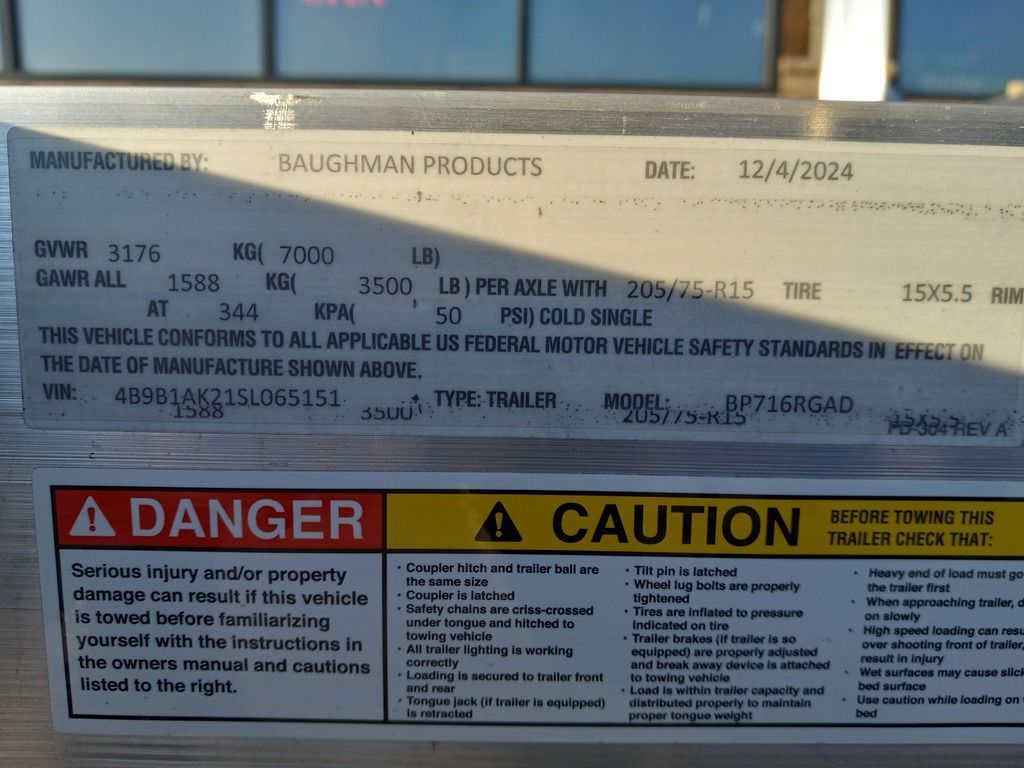 MANUFACTURED BY: BAUGHMAN PRODUCTS DATE: 12/4/2024
GVWR 3176 KG( 7000 LB)
GAWR ALL 1588 KG( 3500 LB) PER AXLE WITH 205/75-R15 TIRE 15X5.5 RIM
AT 344 KPA( 50 PSI) COLD SINGLE
THIS VEHICLE CONFORMS TO ALL APPLICABLE US FEDERAL MOTOR VEHICLE SAFETY STANDARDS IN EFFECT ON
THE DATE OF MANUFACTURE SHOWN ABOVE.
VIN: 4B9B1AK21SL065151 TYPE: TRAILER MODEL: BP716RGAD
1588 3500 205/75-R15 15X5.5
PD-304 REV A
DANGER
Serious injury and/or property
damage can result if this vehicle
is towed before familiarizing
yourself with the instructions in
the owners manual and cautions
listed to the right.
CAUTION BEFORE TOWING THIS
TRAILER CHECK THAT:
• Coupler hitch and trailer ball are
the same size
• Coupler is latched
• Safety chains are criss-crossed
under tongue and hitched to
towing vehicle
• All trailer lighting is working
correctly
• Loading is secured to trailer front
and rear
• Tongue jack (if trailer is equipped)
is retracted
• Tilt pin is latched
• Wheel lug bolts are properly
tightened
• Tires are inflated to pressure
indicated on tire
• Trailer brakes (if trailer is so
equipped) are properly adjusted
and break away device is attached
to towing vehicle
• Load is within trailer capacity and
distributed properly to maintain
proper tongue weight
• Heavy end of load must go
the trailer first
• When approaching trailer, d
on slowly
• High speed loading can resu
over shooting front of trailer,
result in injury
• Wet surfaces may cause slick
bed surface
• Use caution while loading on
bed